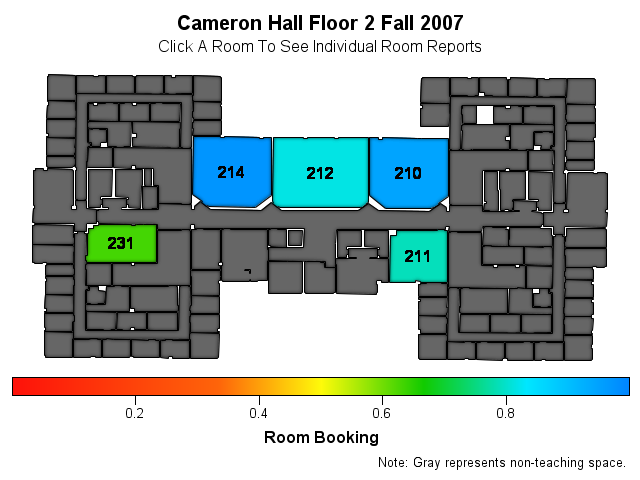 Cameron Hall Floor 2 Fall 2007
Click A Room To See Individual Room Reports
214
212
210
231
211
0.2 0.4 0.6 0.8
Room Booking
Note: Gray represents non-teaching space.